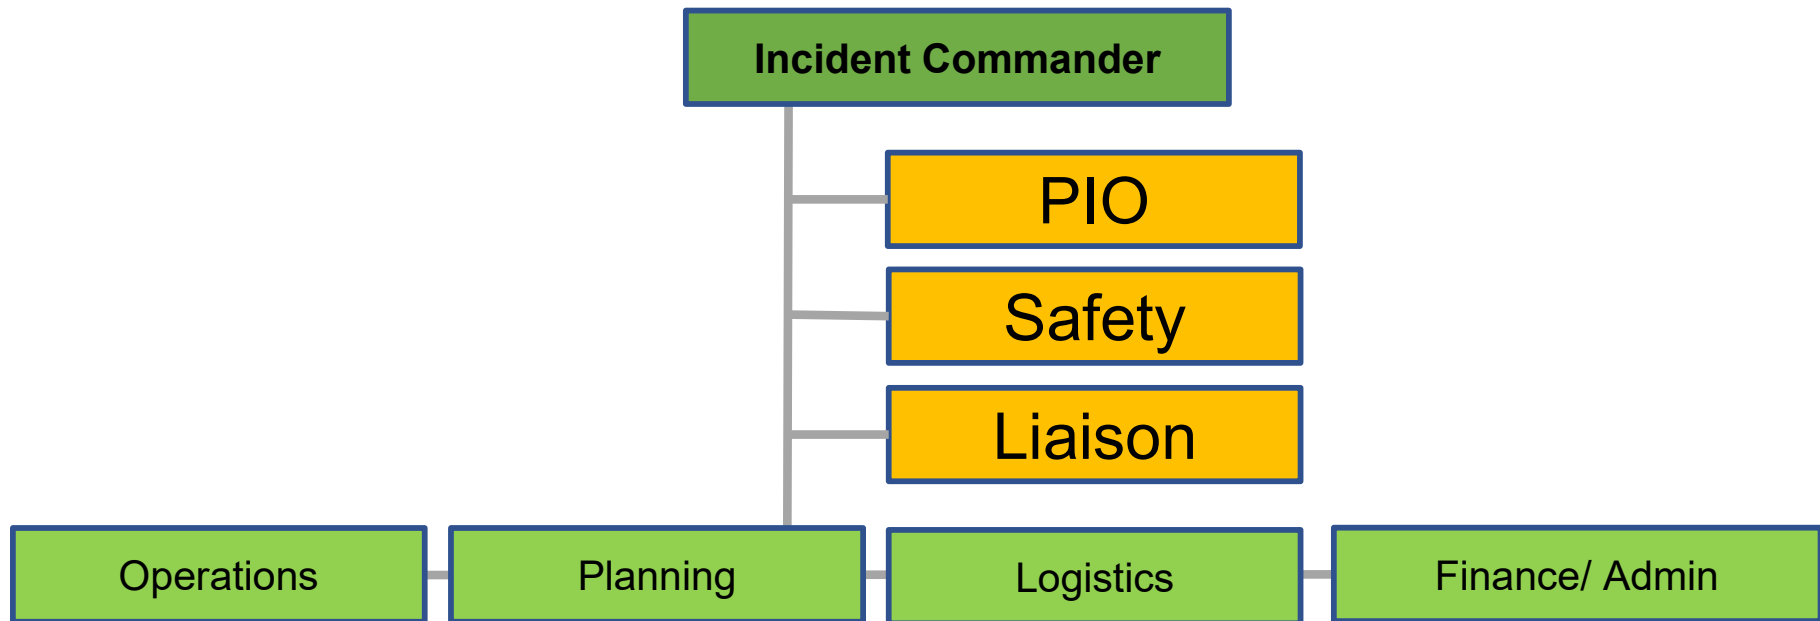 Incident Commander
PIO
Safety
Liaison
Operations
Planning
Logistics
Finance/ Admin